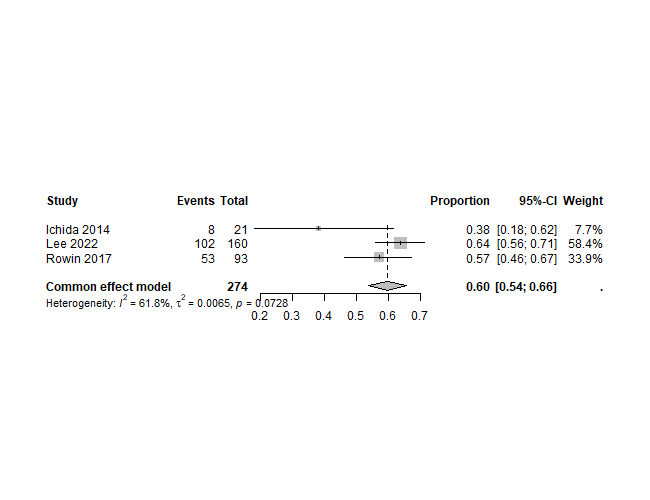 Study Events Total Proportion 95%-CI Weight
Ichida 2014 8 21 0.38 [0.18; 0.62] 7.7%
Lee 2022 102 160 0.64 [0.56; 0.71] 58.4%
Rowin 2017 53 93 0.57 [0.46; 0.67] 33.9%
Common effect model 274 0.60 [0.54; 0.66] .
Heterogeneity: I² = 61.8%, τ² = 0.0065, p = 0.0728
0.2 0.3 0.4 0.5 0.6 0.7